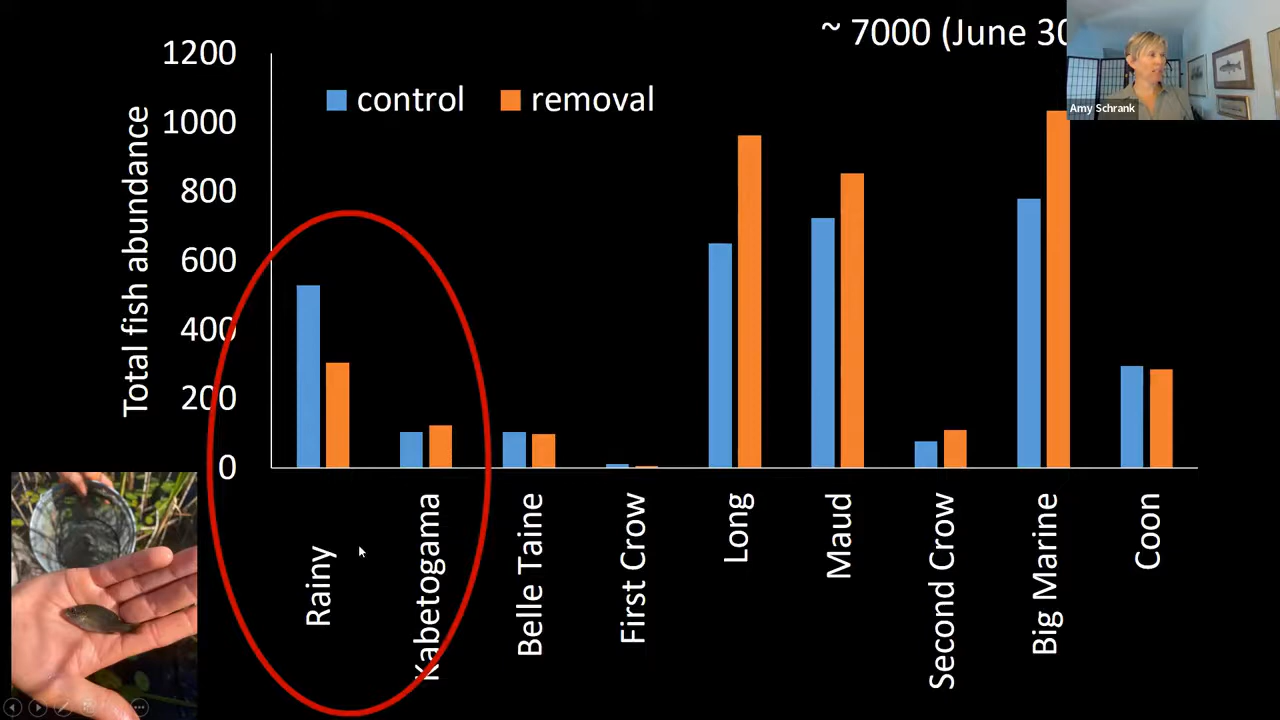 ~ 7000 (June 30
Amy Schrank
control removal
Total fish abundance
1200
1000
800
600
400
200
0
Rainy
Kabetogama
Belle Taine
First Crow
Long
Maud
Second Crow
Big Marine
Coon